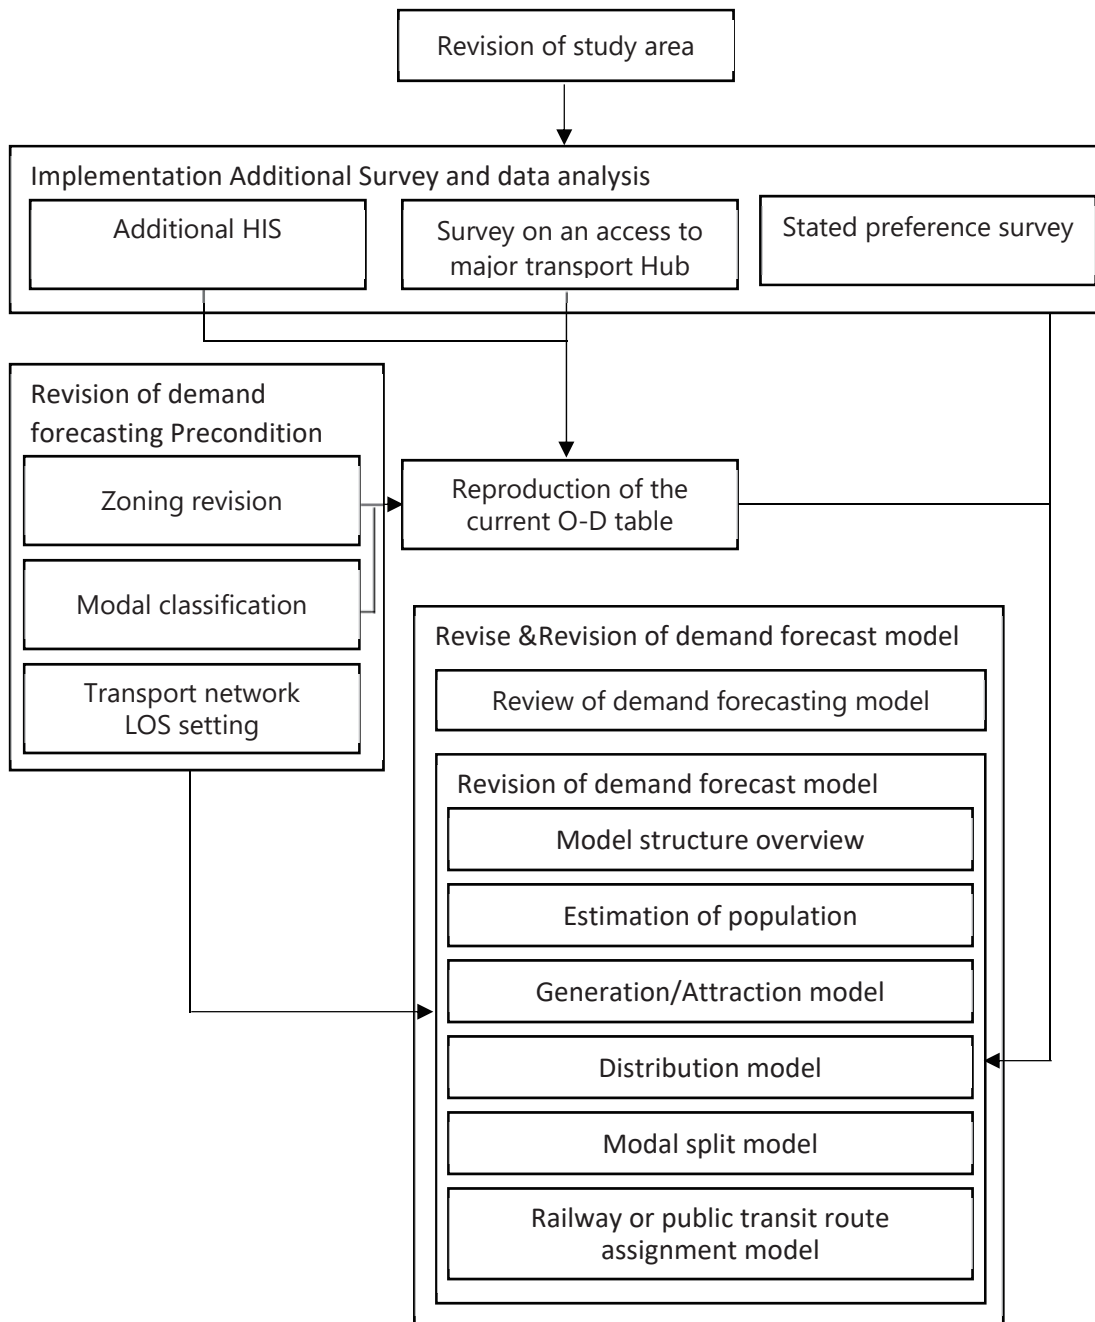 Revision of study area
Implementation Additional Survey and data analysis
Additional HIS
Survey on an access to
major transport Hub
Stated preference survey
Revision of demand
forecasting Precondition
Zoning revision
Modal classification
Transport network
LOS setting
Reproduction of the
current O-D table
Revise &Revision of demand forecast model
Review of demand forecasting model
Revision of demand forecast model
Model structure overview
Estimation of population
Generation/Attraction model
Distribution model
Modal split model
Railway or public transit route
assignment model